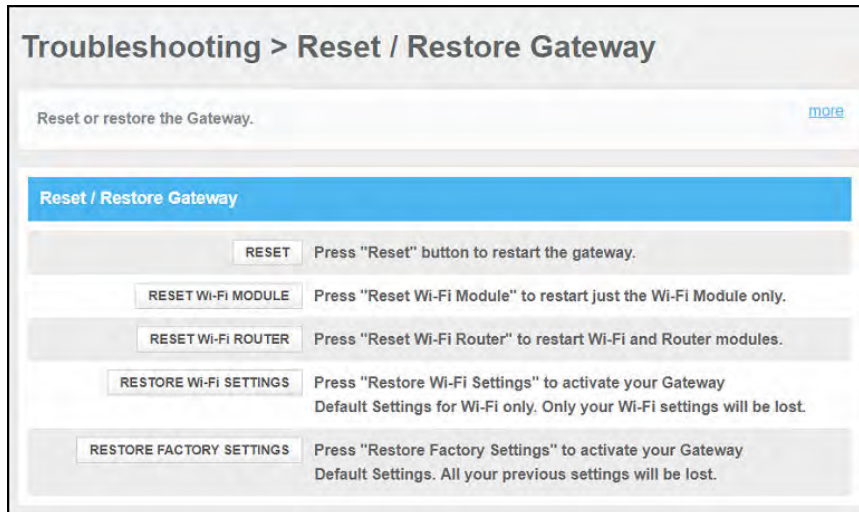 Troubleshooting > Reset / Restore Gateway
Reset or restore the Gateway.
more
Reset / Restore Gateway
RESET Press "Reset" button to restart the gateway.
RESET Wi-Fi MODULE Press "Reset Wi-Fi Module" to restart just the Wi-Fi Module only.
RESET Wi-Fi ROUTER Press "Reset Wi-Fi Router" to restart Wi-Fi and Router modules.
RESTORE Wi-Fi SETTINGS Press "Restore Wi-Fi Settings" to activate your Gateway
Default Settings for Wi-Fi only. Only your Wi-Fi settings will be lost.
RESTORE FACTORY SETTINGS Press "Restore Factory Settings" to activate your Gateway
Default Settings. All your previous settings will be lost.